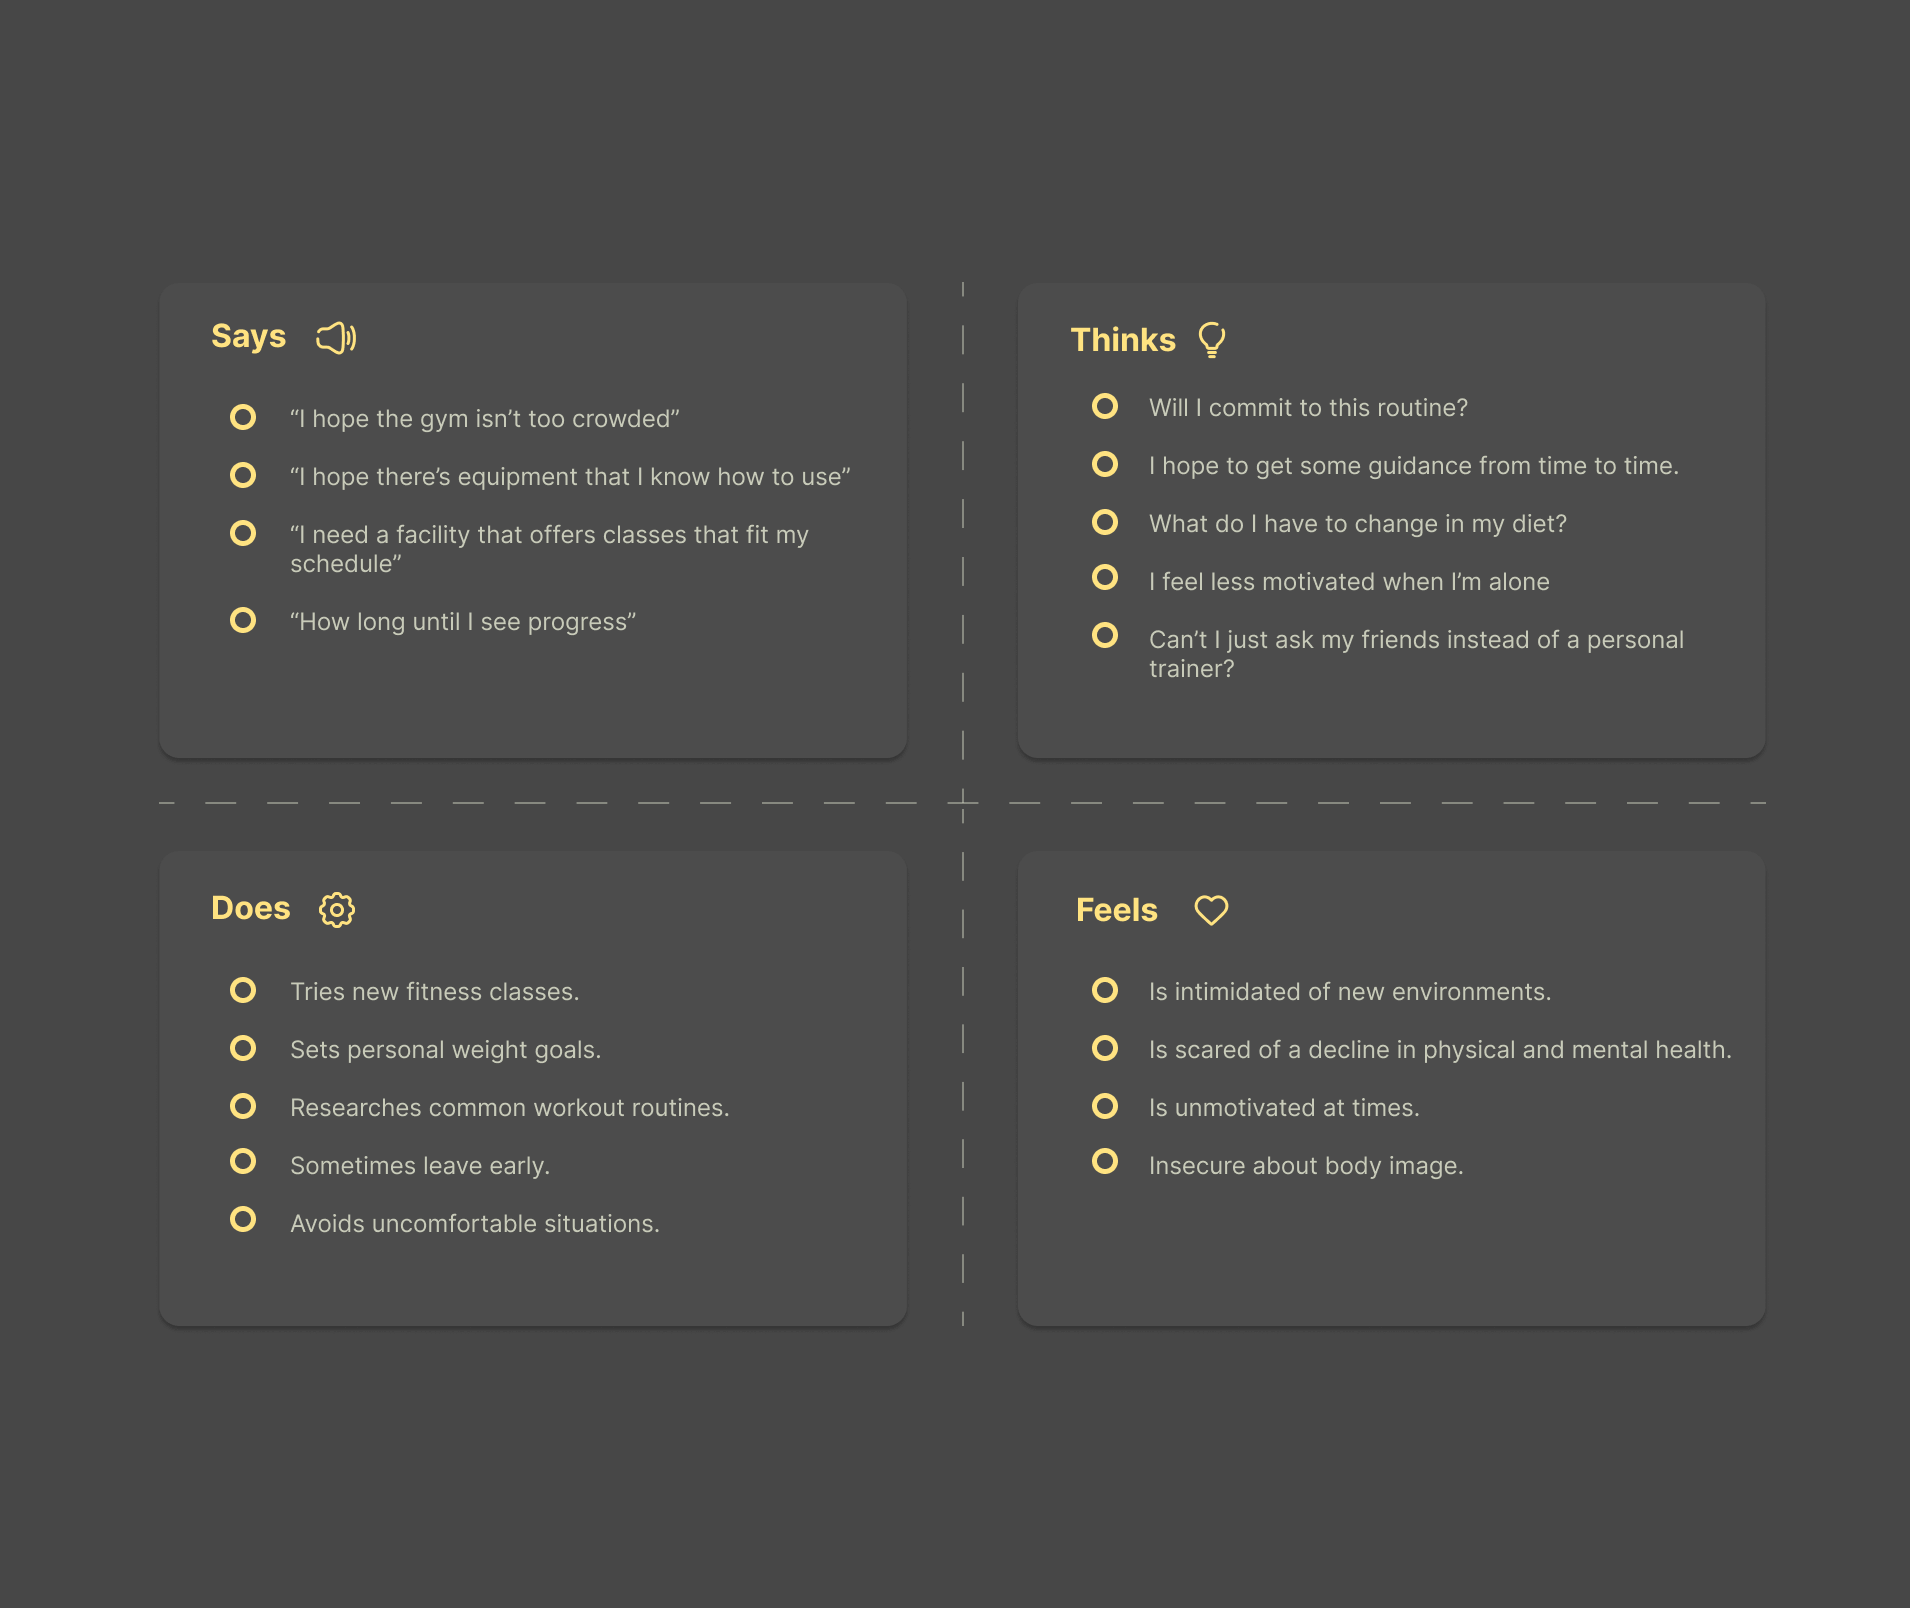 Says
“I hope the gym isn’t too crowded”
“I hope there’s equipment that I know how to use”
“I need a facility that offers classes that fit my
schedule”
“How long until I see progress”
Thinks
Will I commit to this routine?
I hope to get some guidance from time to time.
What do I have to change in my diet?
I feel less motivated when I’m alone
Can’t I just ask my friends instead of a personal
trainer?
Does
Tries new fitness classes.
Sets personal weight goals.
Researches common workout routines.
Sometimes leave early.
Avoids uncomfortable situations.
Feels
Is intimidated of new environments.
Is scared of a decline in physical and mental health.
Is unmotivated at times.
Insecure about body image.